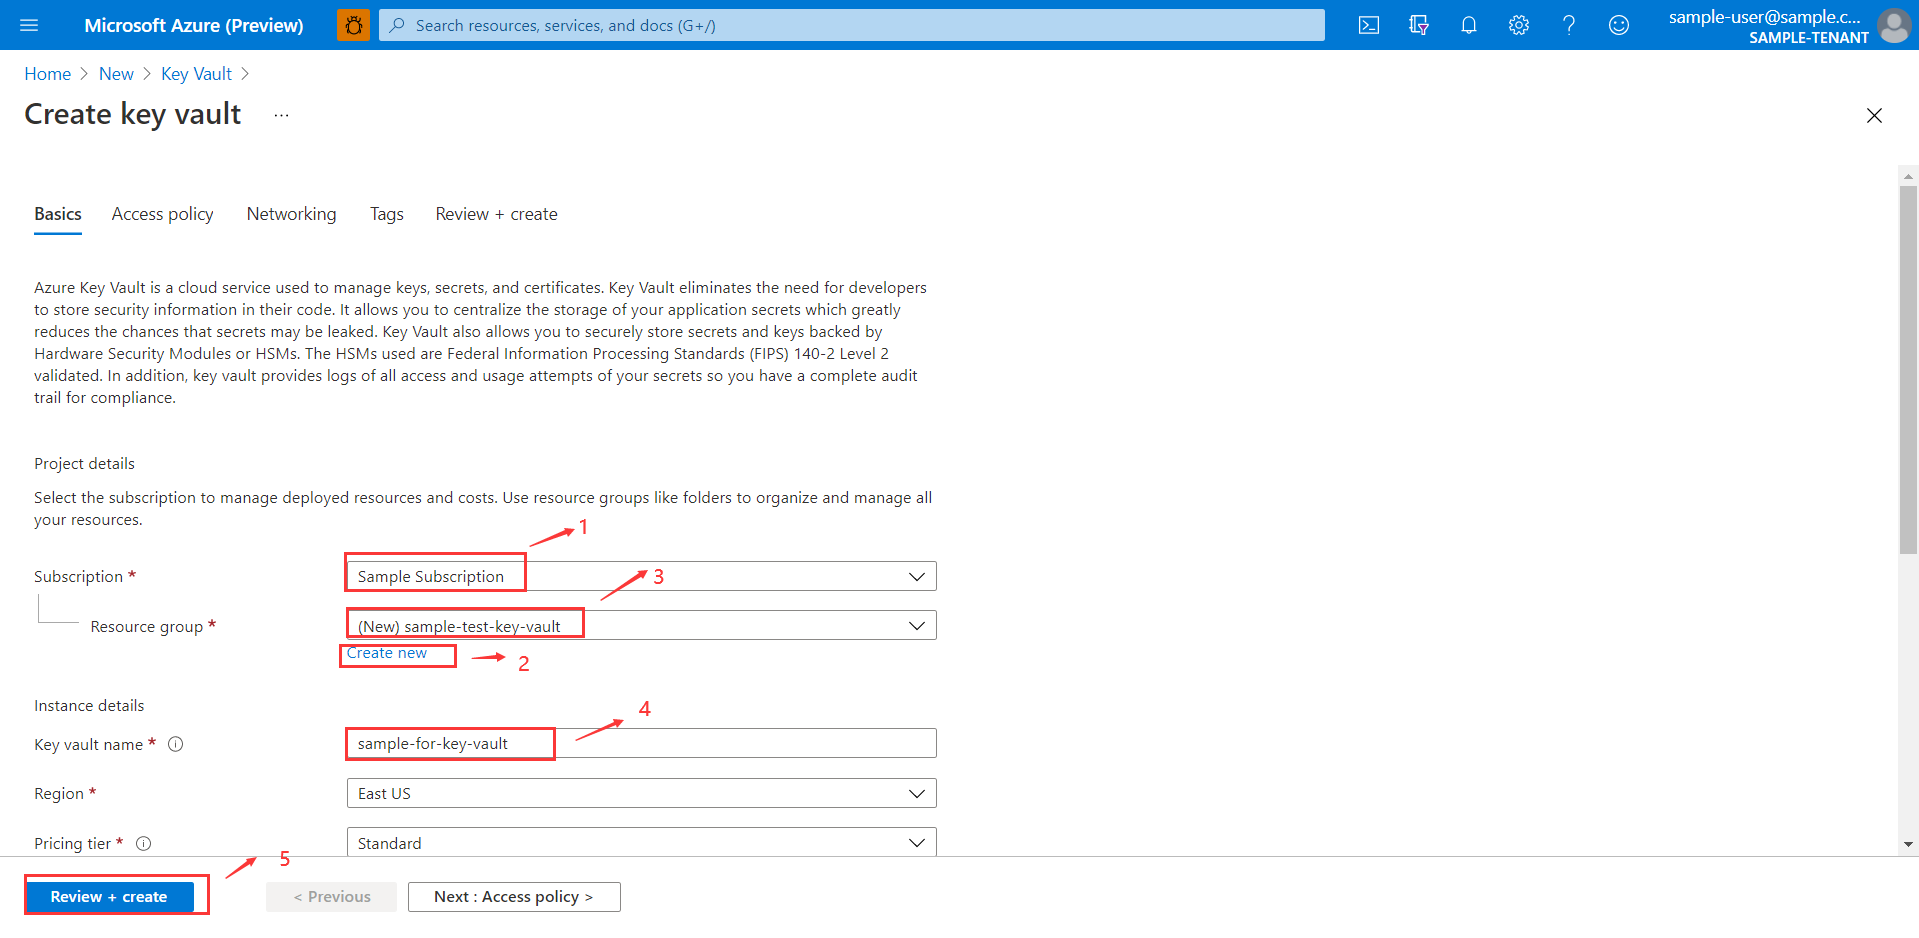 Microsoft Azure (Preview)
Search resources, services, and docs (G+/)
sample-user@sample.c...
SAMPLE-TENANT
Home > New > Key Vault >
Create key vault ...
Basics Access policy Networking Tags Review + create
Azure Key Vault is a cloud service used to manage keys, secrets, and certificates. Key Vault eliminates the need for developers
to store security information in their code. It allows you to centralize the storage of your application secrets which greatly
reduces the chances that secrets may be leaked. Key Vault also allows you to securely store secrets and keys backed by
Hardware Security Modules or HSMs. The HSMs used are Federal Information Processing Standards (FIPS) 140-2 Level 2
validated. In addition, key vault provides logs of all access and usage attempts of your secrets so you have a complete audit
trail for compliance.
Project details
Select the subscription to manage deployed resources and costs. Use resource groups like folders to organize and manage all
your resources.
1
Subscription * Sample Subscription
3
Resource group * (New) sample-test-key-vault
Create new
2
Instance details
4
Key vault name * sample-for-key-vault
Region * East US
Pricing tier * Standard
5
Review + create < Previous Next : Access policy >